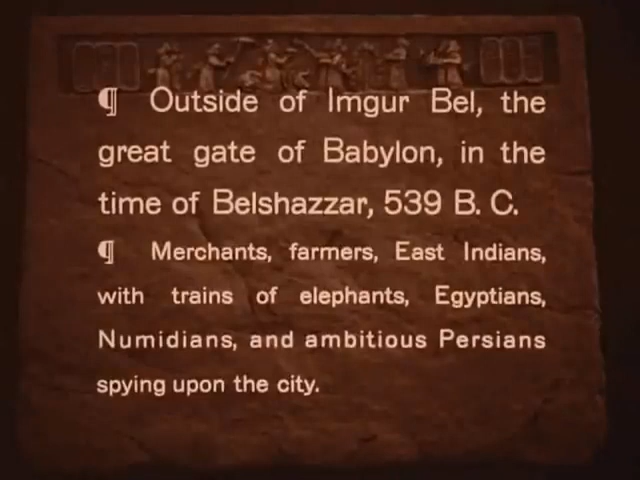 ¶ Outside of Imgur Bel, the
great gate of Babylon, in the
time of Belshazzar, 539 B. C.
¶ Merchants, farmers, East Indians,
with trains of elephants, Egyptians,
Numidians, and ambitious Persians
spying upon the city.